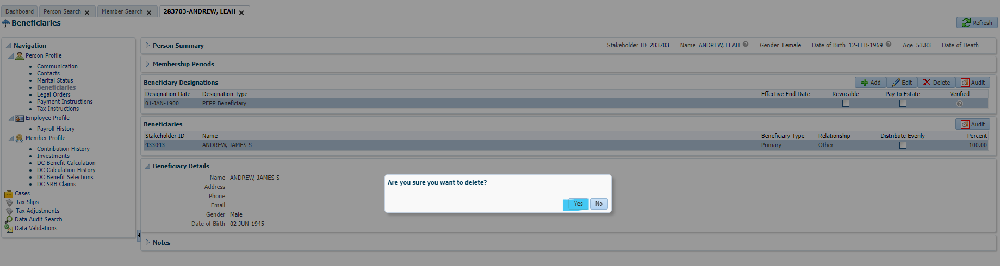 Dashboard Person Search Member Search 283703-ANDREW, LEAH
Beneficiaries
Refresh
Navigation
Person Profile
Communication
Contacts
Marital Status
Beneficiaries
Legal Orders
Payment Instructions
Tax Instructions
Employee Profile
Payroll History
Member Profile
Contribution History
Investments
DC Benefit Calculation
DC Calculation History
DC Benefit Selections
DC SRB Claims
Cases
Tax Slips
Tax Adjustments
Data Audit Search
Data Validations
Person Summary Stakeholder ID 283703 Name ANDREW, LEAH Gender Female Date of Birth 12-FEB-1969 Age 53.83 Date of Death
Membership Periods
Beneficiary Designations Add Edit Delete Audit
Designation Date Designation Type Effective End Date Revocable Pay to Estate Verified
01-JAN-1900 PEPP Beneficiary
Beneficiaries Audit
Stakeholder ID Name Beneficiary Type Relationship Distribute Evenly Percent
433043 ANDREW, JAMES S Primary Other 100.00
Beneficiary Details
Name ANDREW, JAMES S
Address
Phone
Email
Gender Male
Date of Birth 02-JUN-1945
Are you sure you want to delete?
Yes No
Notes